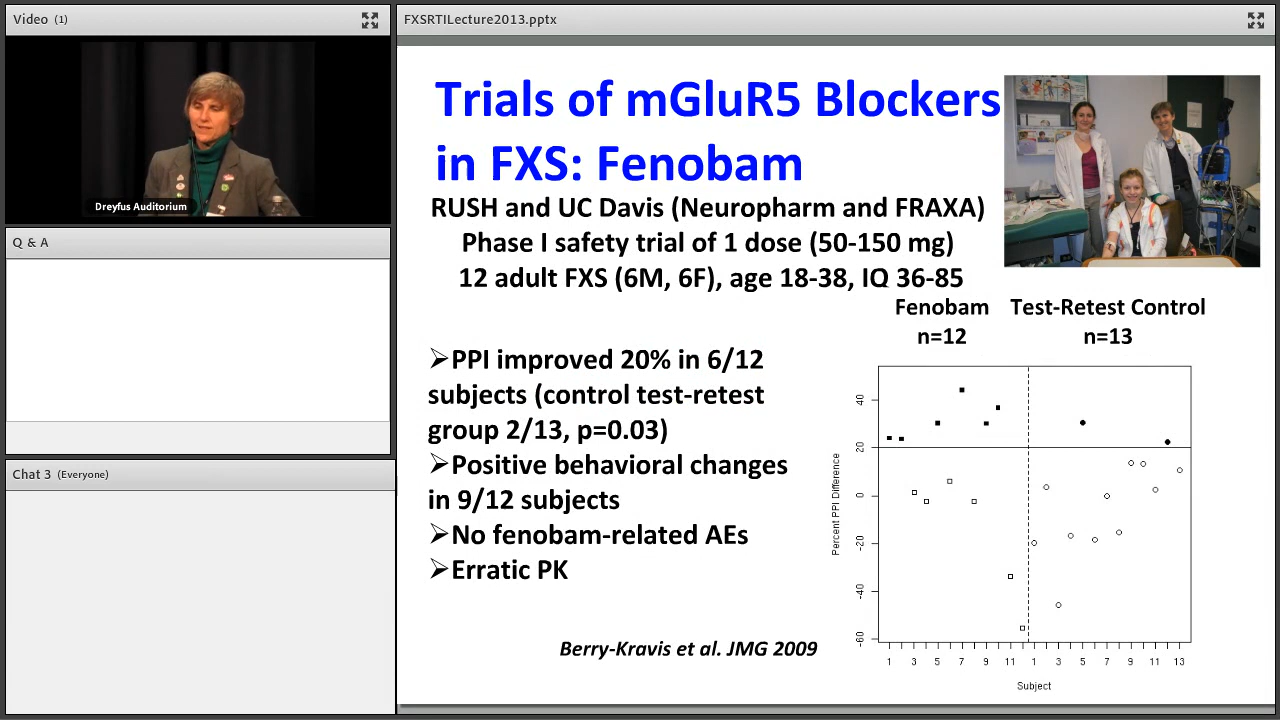 Video (1)
FXSRTILecture2013.pptx
Dreyfus Auditorium
Q & A
Chat 3 (Everyone)
Trials of mGluR5 Blockers
in FXS: Fenobam
RUSH and UC Davis (Neuropharm and FRAXA)
Phase I safety trial of 1 dose (50-150 mg)
12 adult FXS (6M, 6F), age 18-38, IQ 36-85
Fenobam Test-Retest Control
n=12 n=13
➢PPI improved 20% in 6/12
subjects (control test-retest
group 2/13, p=0.03)
➢Positive behavioral changes
in 9/12 subjects
➢No fenobam-related AEs
➢Erratic PK
Berry-Kravis et al. JMG 2009
Percent PPI Difference
40
20
0
-20
-40
-60
1 3 5 7 9 11 1 3 5 7 9 11 13
Subject